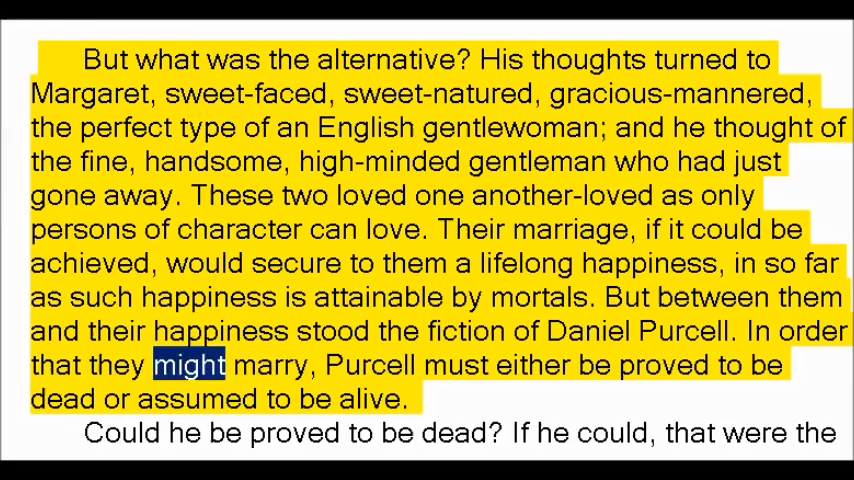 But what was the alternative? His thoughts turned to
Margaret, sweet-faced, sweet-natured, gracious-mannered,
the perfect type of an English gentlewoman; and he thought of
the fine, handsome, high-minded gentleman who had just
gone away. These two loved one another-loved as only
persons of character can love. Their marriage, if it could be
achieved, would secure to them a lifelong happiness, in so far
as such happiness is attainable by mortals. But between them
and their happiness stood the fiction of Daniel Purcell. In order
that they might marry, Purcell must either be proved to be
dead or assumed to be alive.
Could he be proved to be dead? If he could, that were the